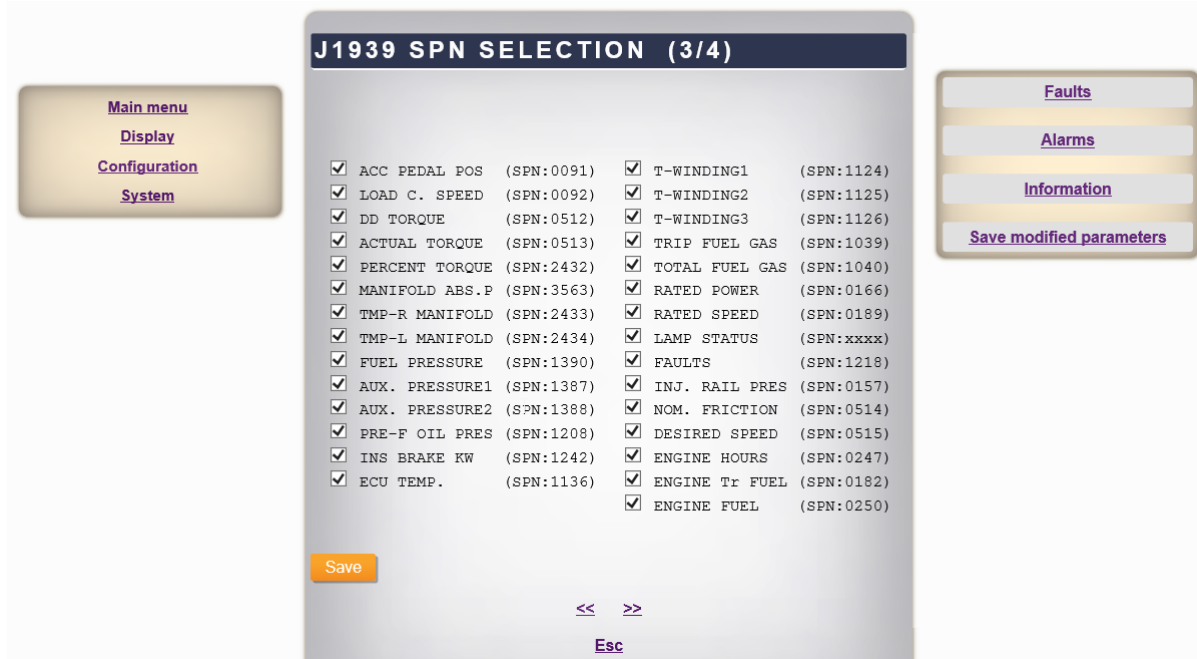 J1939 SPN SELECTION (3/4)
Main menu
Display
Configuration
System
ACC PEDAL POS (SPN:0091)
LOAD C. SPEED (SPN:0092)
DD TORQUE (SPN:0512)
ACTUAL TORQUE (SPN:0513)
PERCENT TORQUE (SPN:2432)
MANIFOLD ABS.P (SPN:3563)
TMP-R MANIFOLD (SPN:2433)
TMP-L MANIFOLD (SPN:2434)
FUEL PRESSURE (SPN:1390)
AUX. PRESSURE1 (SPN:1387)
AUX. PRESSURE2 (SPN:1388)
PRE-F OIL PRES (SPN:1208)
INS BRAKE KW (SPN:1242)
ECU TEMP. (SPN:1136)
T-WINDING1 (SPN:1124)
T-WINDING2 (SPN:1125)
T-WINDING3 (SPN:1126)
TRIP FUEL GAS (SPN:1039)
TOTAL FUEL GAS (SPN:1040)
RATED POWER (SPN:0166)
RATED SPEED (SPN:0189)
LAMP STATUS (SPN:xxxx)
FAULTS (SPN:1218)
INJ. RAIL PRES (SPN:0157)
NOM. FRICTION (SPN:0514)
DESIRED SPEED (SPN:0515)
ENGINE HOURS (SPN:0247)
ENGINE Tr FUEL (SPN:0182)
ENGINE FUEL (SPN:0250)
Save
<< >>
Esc
Faults
Alarms
Information
Save modified parameters